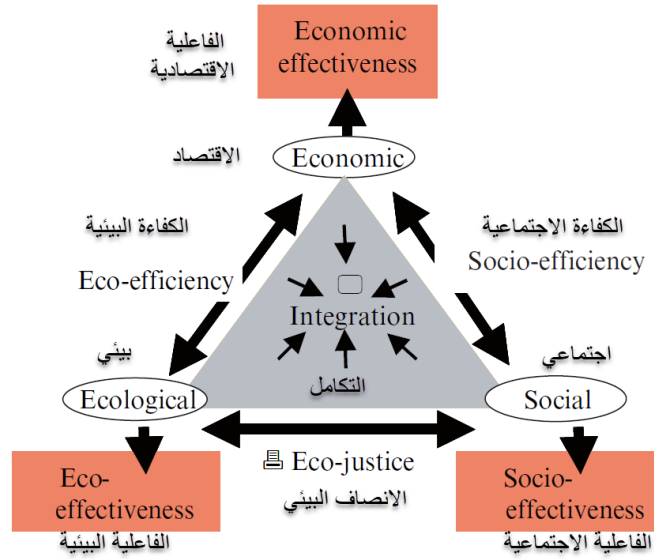 الفاعلية
الاقتصادية
Economic
effectiveness
الاقتصاد
Economic
الكفاءة البيئية
Eco-efficiency
الكفاءة الاجتماعية
Socio-efficiency
Integration
التكامل
بيئي
Ecological
اجتماعي
Social
Eco-justice
الانصاف البيئي
Eco-
effectiveness
الفاعلية البيئية
Socio-
effectiveness
الفاعلية الاجتماعية